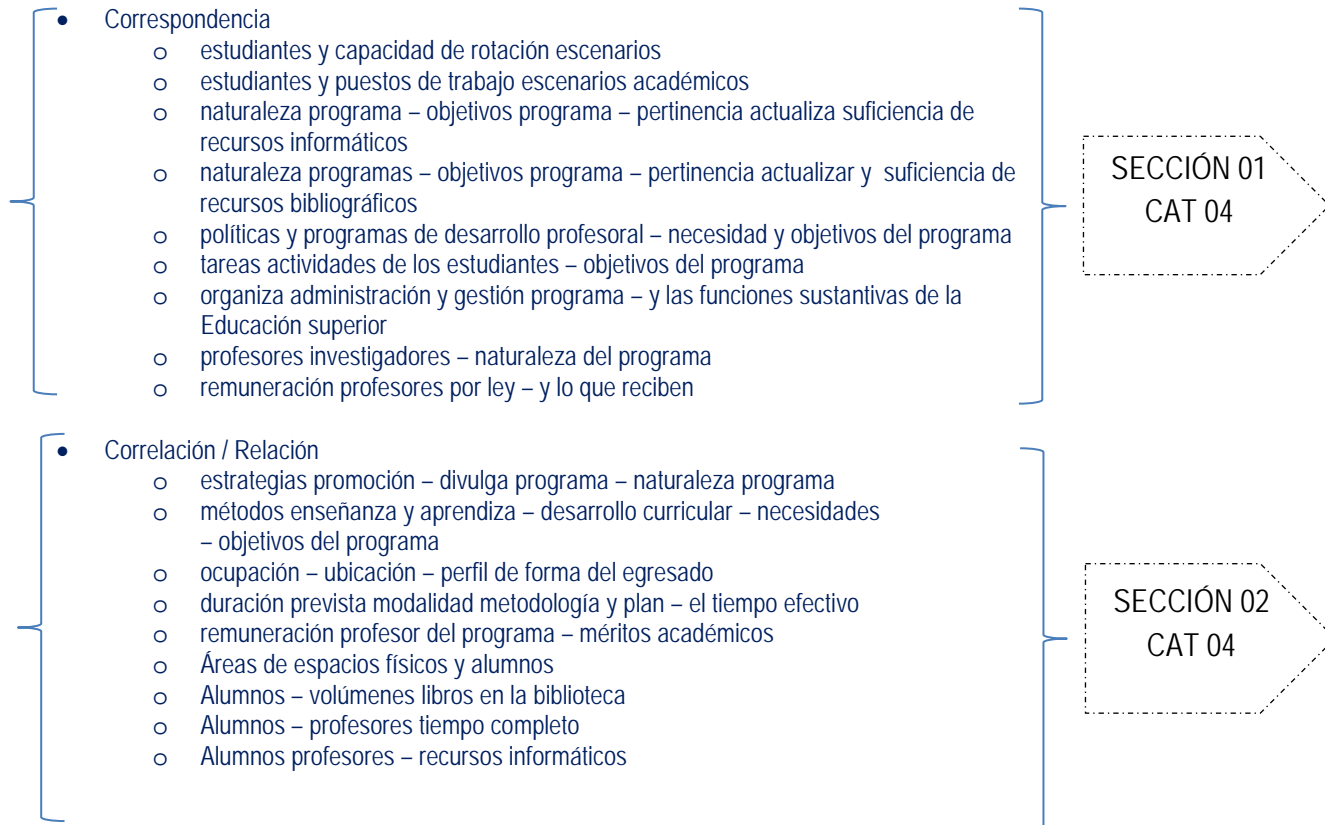 • Correspondencia
o estudiantes y capacidad de rotación escenarios
o estudiantes y puestos de trabajo escenarios académicos
o naturaleza programa – objetivos programa – pertinencia actualiza suficiencia de
recursos informáticos
o naturaleza programas – objetivos programa – pertinencia actualizar y suficiencia de
recursos bibliográficos
o políticas y programas de desarrollo profesoral – necesidad y objetivos del programa
o tareas actividades de los estudiantes – objetivos del programa
o organiza administración y gestión programa – y las funciones sustantivas de la
Educación superior
o profesores investigadores – naturaleza del programa
o remuneración profesores por ley – y lo que reciben
SECCIÓN 01
CAT 04
• Correlación / Relación
o estrategias promoción – divulga programa – naturaleza programa
o métodos enseñanza y aprendiza – desarrollo curricular – necesidades
– objetivos del programa
o ocupación – ubicación – perfil de forma del egresado
o duración prevista modalidad metodología y plan – el tiempo efectivo
o remuneración profesor del programa – méritos académicos
o Áreas de espacios físicos y alumnos
o Alumnos – volúmenes libros en la biblioteca
o Alumnos – profesores tiempo completo
o Alumnos profesores – recursos informáticos
SECCIÓN 02
CAT 04